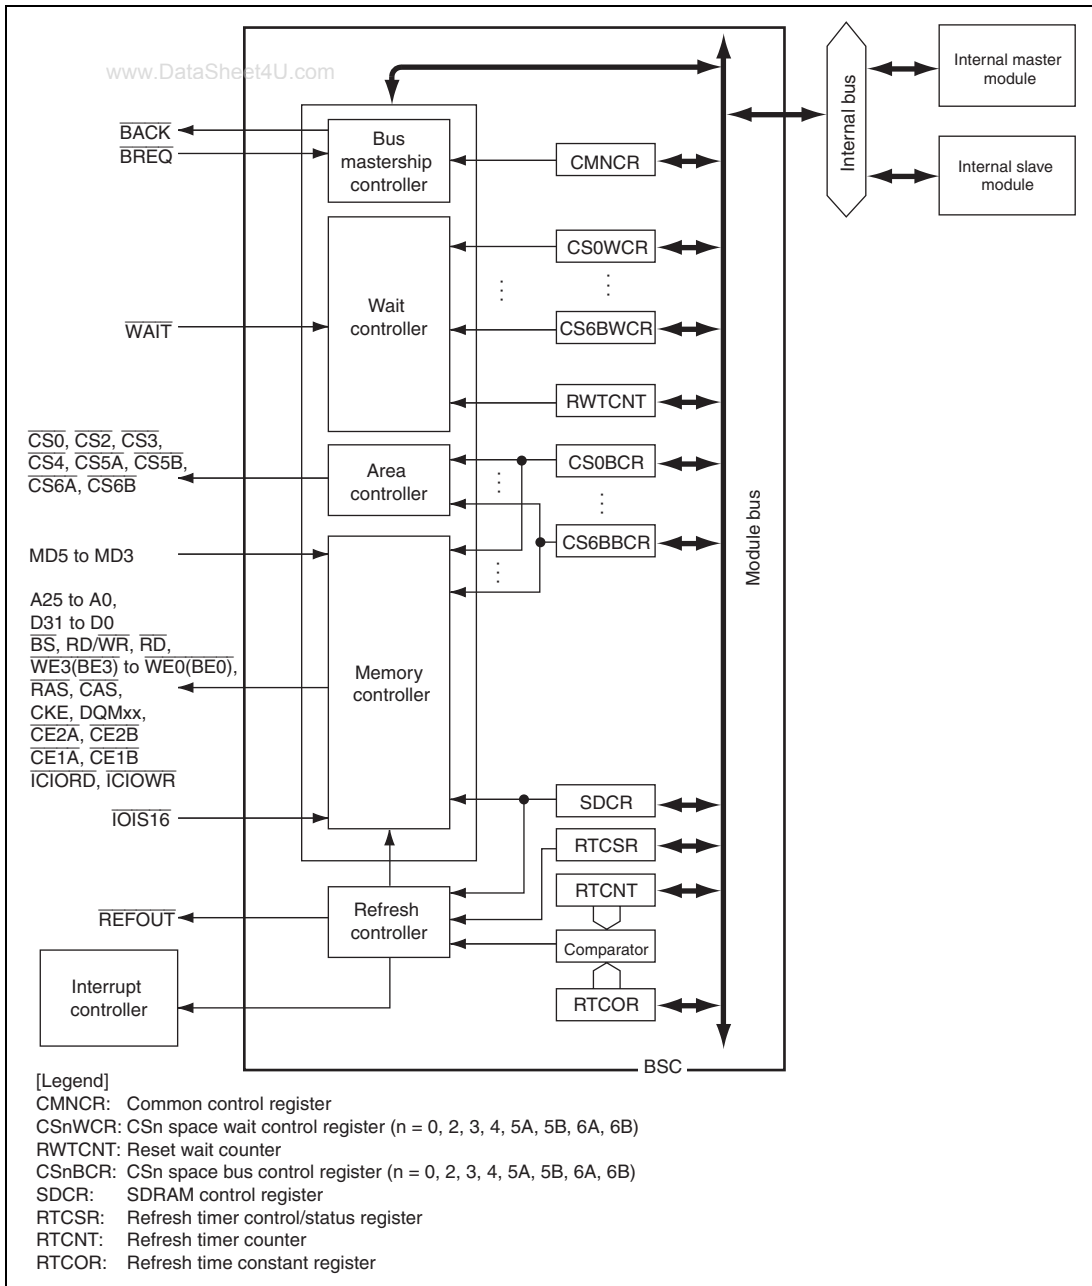 www.DataSheet4U.com
BACK
BREQ
Bus
mastership
controller
CMNCR
Internal bus
Internal master
module
Internal slave
module
WAIT
Wait
controller
CS0WCR
CS6BWCR
RWTCNT
CS0, CS2, CS3,
CS4, CS5A, CS5B,
CS6A, CS6B
Area
controller
CS0BCR
CS6BBCR
Module bus
MD5 to MD3
A25 to A0,
D31 to D0
BS, RD/WR, RD,
WE3(BE3) to WE0(BE0),
RAS, CAS,
CKE, DQMxx,
CE2A, CE2B
CE1A, CE1B
ICIORD, ICIOWR
Memory
controller
IOIS16
SDCR
RTCSR
RTCNT
Comparator
RTCOR
REFOUT
Refresh
controller
Interrupt
controller
BSC
[Legend]
CMNCR: Common control register
CSnWCR: CSn space wait control register (n = 0, 2, 3, 4, 5A, 5B, 6A, 6B)
RWTCNT: Reset wait counter
CSnBCR: CSn space bus control register (n = 0, 2, 3, 4, 5A, 5B, 6A, 6B)
SDCR: SDRAM control register
RTCSR: Refresh timer control/status register
RTCNT: Refresh timer counter
RTCOR: Refresh time constant register